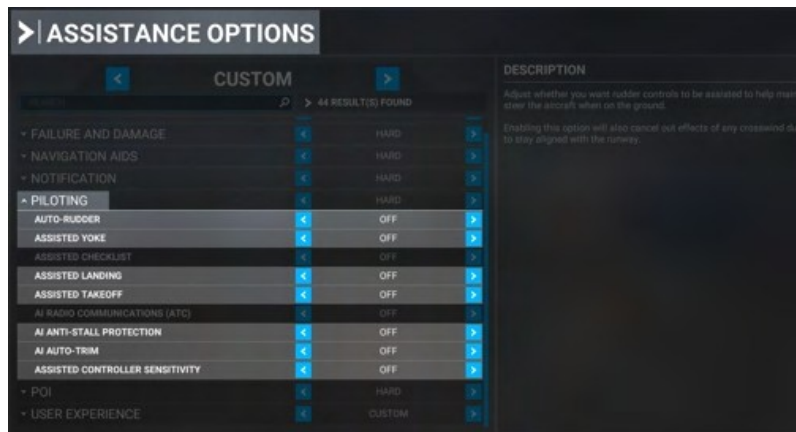 ASSISTANCE OPTIONS
CUSTOM
SEARCH
44 RESULT(S) FOUND
FAILURE AND DAMAGE HARD
NAVIGATION AIDS HARD
NOTIFICATION HARD
PILOTING HARD
AUTO-RUDDER OFF
ASSISTED YOKE OFF
ASSISTED CHECKLIST OFF
ASSISTED LANDING OFF
ASSISTED TAKEOFF OFF
AI RADIO COMMUNICATIONS (ATC) OFF
AI ANTI-STALL PROTECTION OFF
AI AUTO-TRIM OFF
ASSISTED CONTROLLER SENSITIVITY OFF
POI HARD
USER EXPERIENCE CUSTOM
DESCRIPTION
Adjust whether you want rudder controls to be assisted to help
steer the aircraft when on the ground.
Enabling this option will also cancel out effects of any crosswind
to stay aligned with the runway.